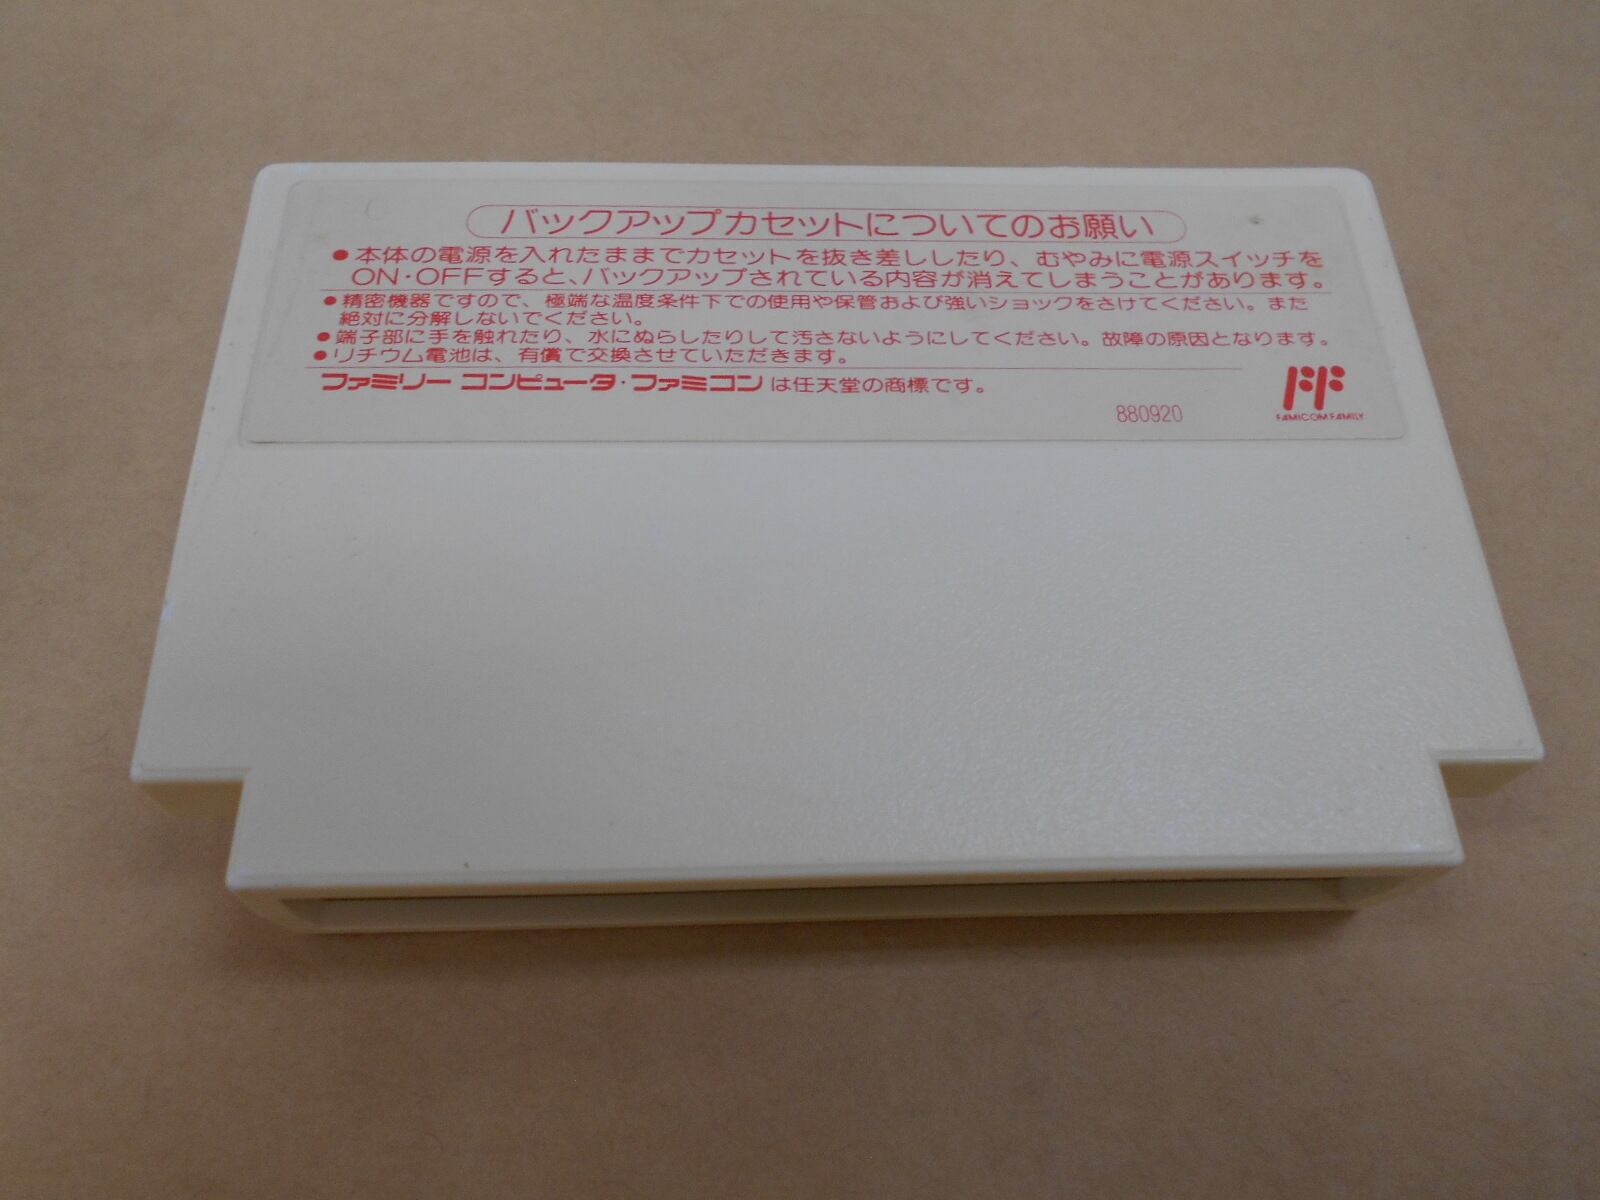 バックアップカセットについてのお願い
●本体の電源を入れたままでカセットを抜き差ししたり、むやみに電源スイッチを
ON・OFFすると、バックアップされている内容が消えてしまうことがあります。
●精密機器ですので、極端な温度条件下での使用や保管および強いショックをさけてください。また
絶対に分解しないでください。
●端子部に手を触れたり、水にぬらしたりして汚さないようにしてください。故障の原因となります。
●リチウム電池は、有償で交換させていただきます。
ファミリー コンピュータ・ファミコン は任天堂の商標です。
880920
FAMICOM FAMILY